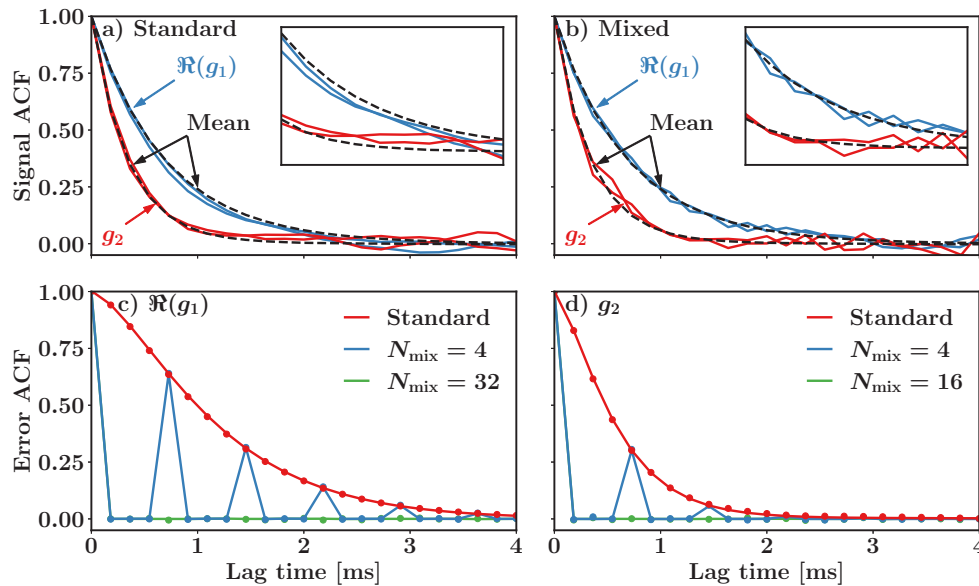 a) Standard
b) Mixed
Signal ACF
1.00
0.75
0.50
0.25
0.00
ℜ(g₁)
Mean
g₂
ℜ(g₁)
Mean
g₂
c) ℜ(g₁)
d) g₂
Error ACF
1.00
0.75
0.50
0.25
0.00
Standard
N_mix = 4
N_mix = 32
Standard
N_mix = 4
N_mix = 16
0 1 2 3 4
0 1 2 3 4
Lag time [ms]
Lag time [ms]